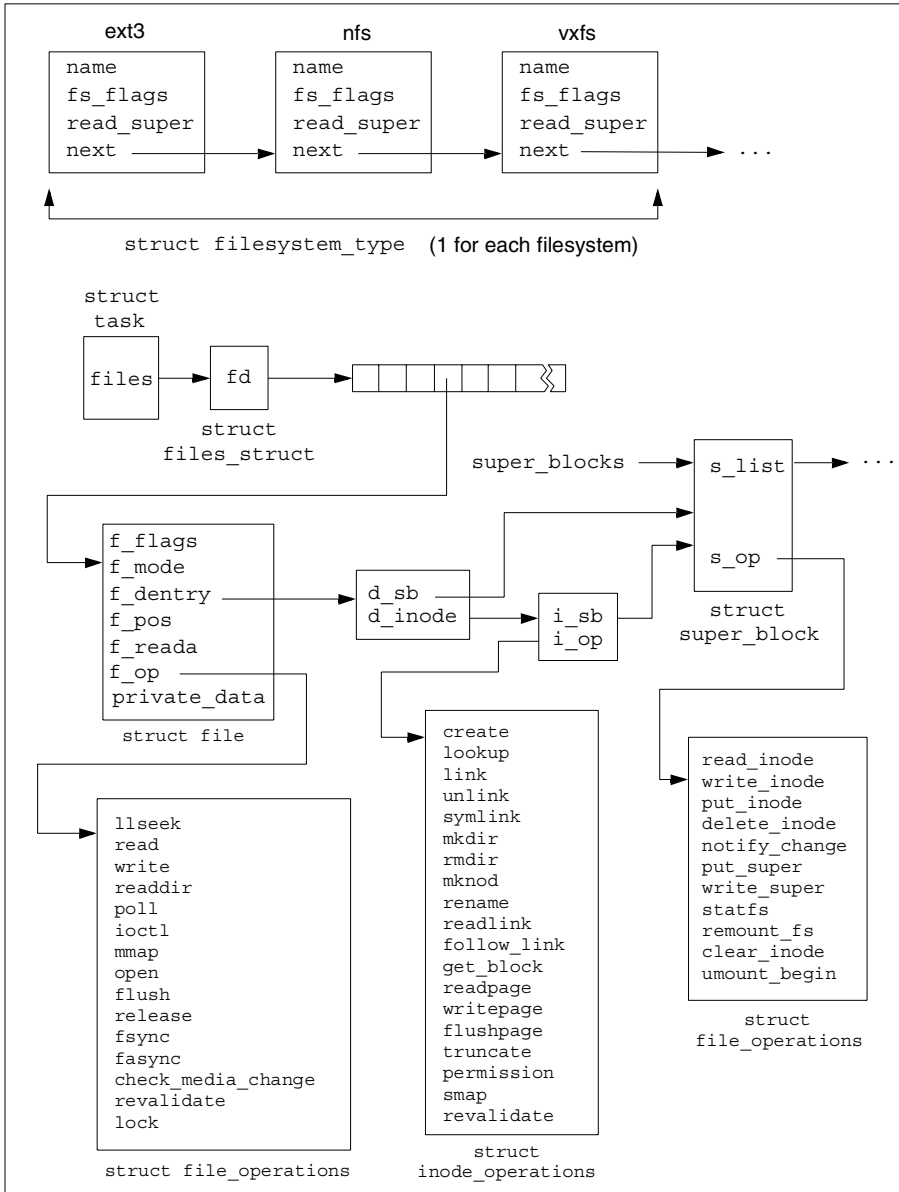 ext3 nfs vxfs
name name name
fs_flags fs_flags fs_flags
read_super read_super read_super
next next next ...
struct filesystem_type (1 for each filesystem)
struct
task
files
fd
struct
files_struct
super_blocks
s_list
...
s_op
struct
super_block
f_flags
f_mode
f_dentry
f_pos
f_reada
f_op
private_data
struct file
d_sb
d_inode
i_sb
i_op
llseek
read
write
readdir
poll
ioctl
mmap
open
flush
release
fsync
fasync
check_media_change
revalidate
lock
struct file_operations
create
lookup
link
unlink
symlink
mkdir
rmdir
mknod
rename
readlink
follow_link
get_block
readpage
writepage
flushpage
truncate
permission
smap
revalidate
struct
inode_operations
read_inode
write_inode
put_inode
delete_inode
notify_change
put_super
write_super
statfs
remount_fs
clear_inode
umount_begin
struct
file_operations